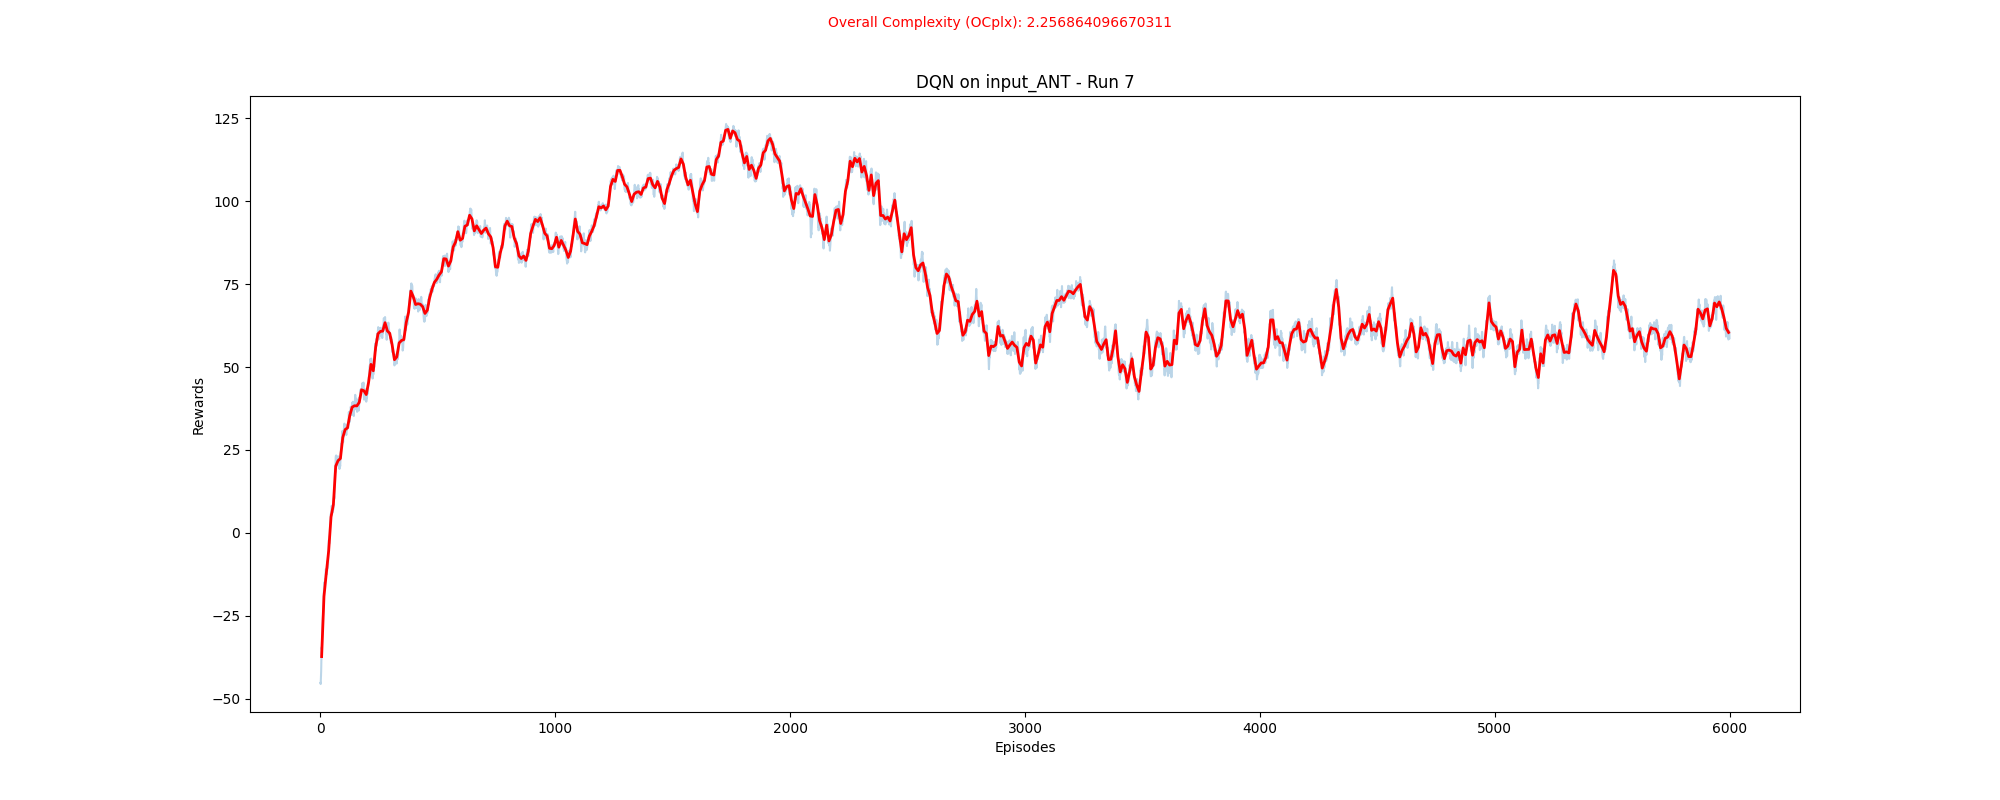 Overall Complexity (OCplx): 2.256864096670311
DQN on input_ANT - Run 7
125
100
75
50
25
0
−25
−50
Rewards
0 1000 2000 3000 4000 5000 6000
Episodes